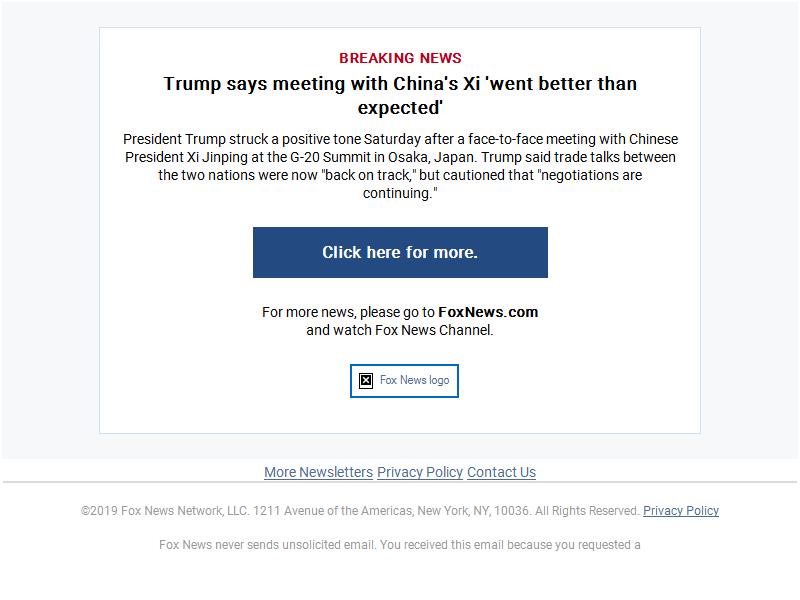 BREAKING NEWS
Trump says meeting with China's Xi 'went better than
expected'
President Trump struck a positive tone Saturday after a face-to-face meeting with Chinese
President Xi Jinping at the G-20 Summit in Osaka, Japan. Trump said trade talks between
the two nations were now "back on track," but cautioned that "negotiations are
continuing."
Click here for more.
For more news, please go to FoxNews.com
and watch Fox News Channel.
Fox News logo
More Newsletters Privacy Policy Contact Us
©2019 Fox News Network, LLC. 1211 Avenue of the Americas, New York, NY, 10036. All Rights Reserved. Privacy Policy
Fox News never sends unsolicited email. You received this email because you requested a